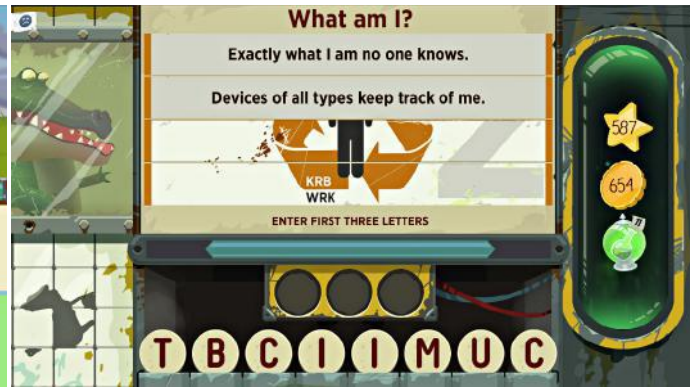 What am I?
Exactly what I am no one knows.
Devices of all types keep track of me.
KRB
WRK
ENTER FIRST THREE LETTERS
587
654
T B C I I M U C